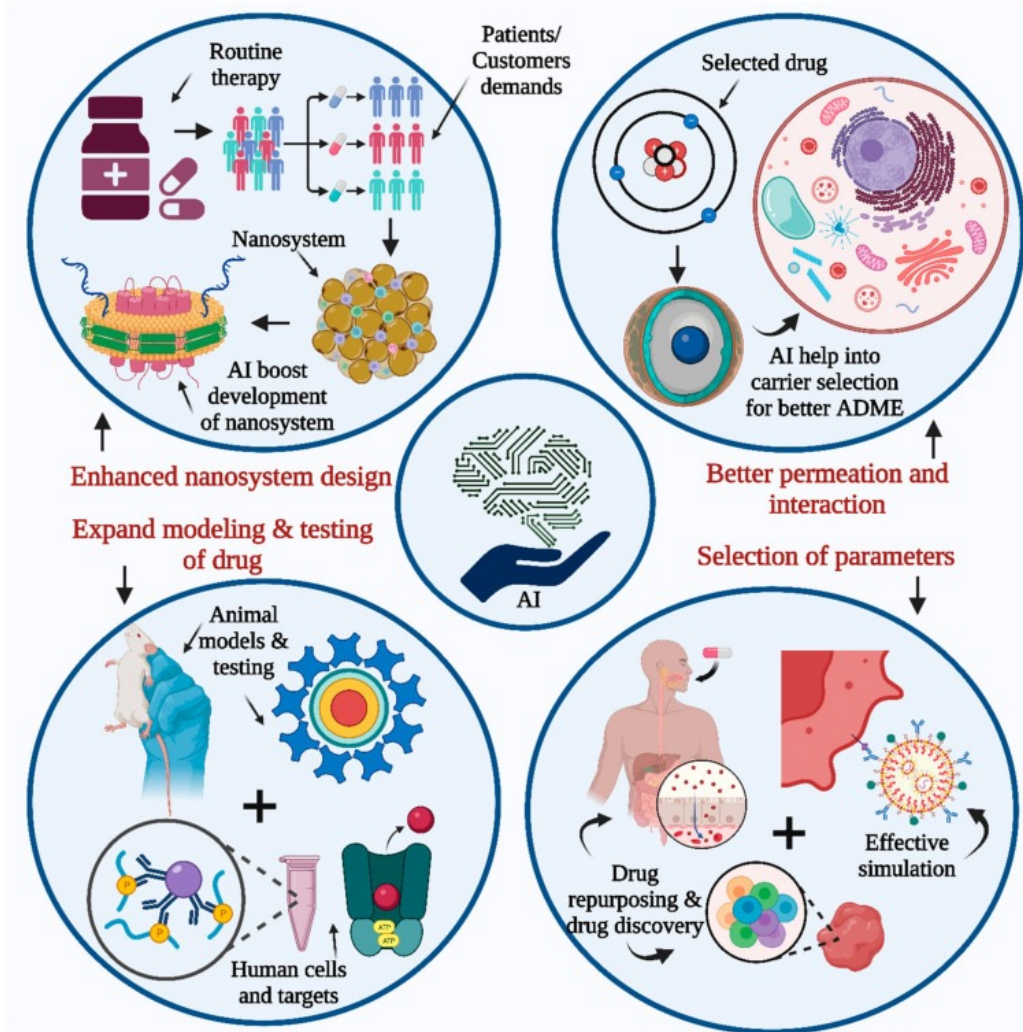 Routine
therapy
Patients/
Customers
demands
Nanosystem
AI boost
development
of nanosystem
Enhanced nanosystem design
Selected drug
AI help into
carrier selection
for better ADME
Better permeation and
interaction
AI
Expand modeling & testing
of drug
Animal
models &
testing
P
P
P
ATP
ATP
Human cells
and targets
Selection of parameters
Effective
simulation
Drug
repurposing &
drug discovery